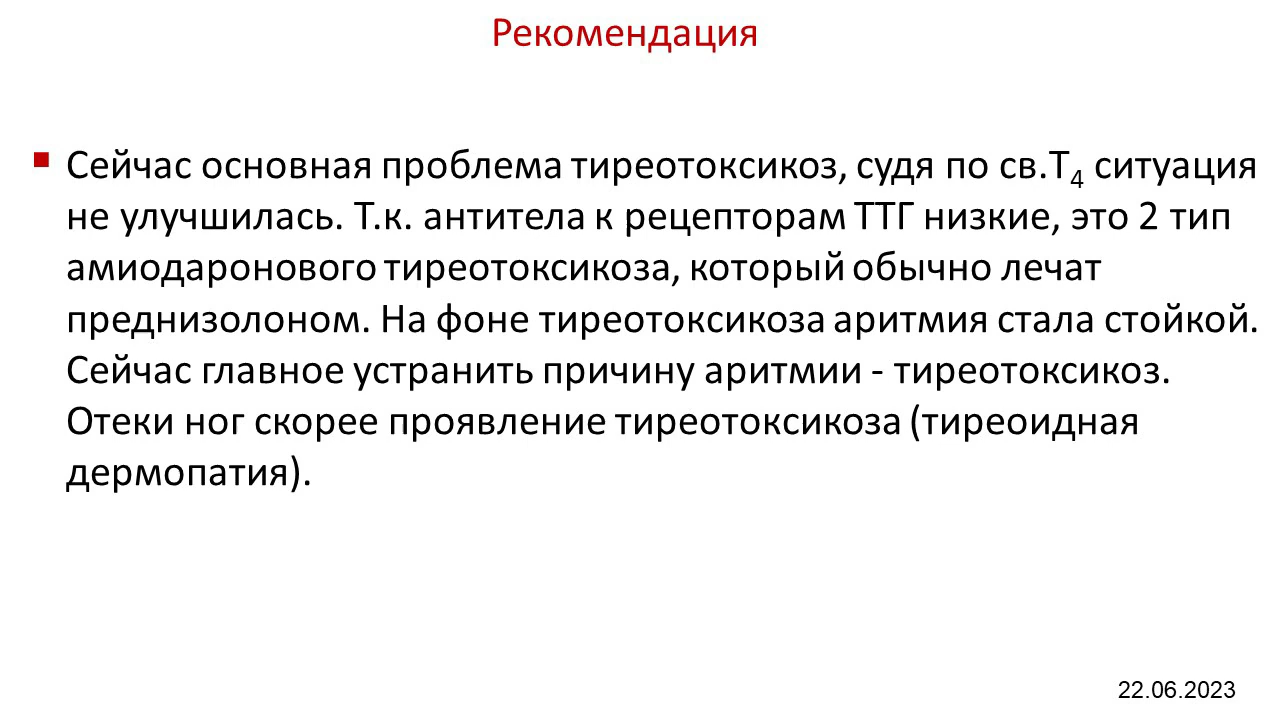 Рекомендация
Сейчас основная проблема тиреотоксикоз, судя по св.Т4 ситуация
не улучшилась. Т.к. антитела к рецепторам ТТГ низкие, это 2 тип
амиодаронового тиреотоксикоза, который обычно лечат
преднизолоном. На фоне тиреотоксикоза аритмия стала стойкой.
Сейчас главное устранить причину аритмии - тиреотоксикоз.
Отеки ног скорее проявление тиреотоксикоза (тиреоидная
дермопатия).
22.06.2023